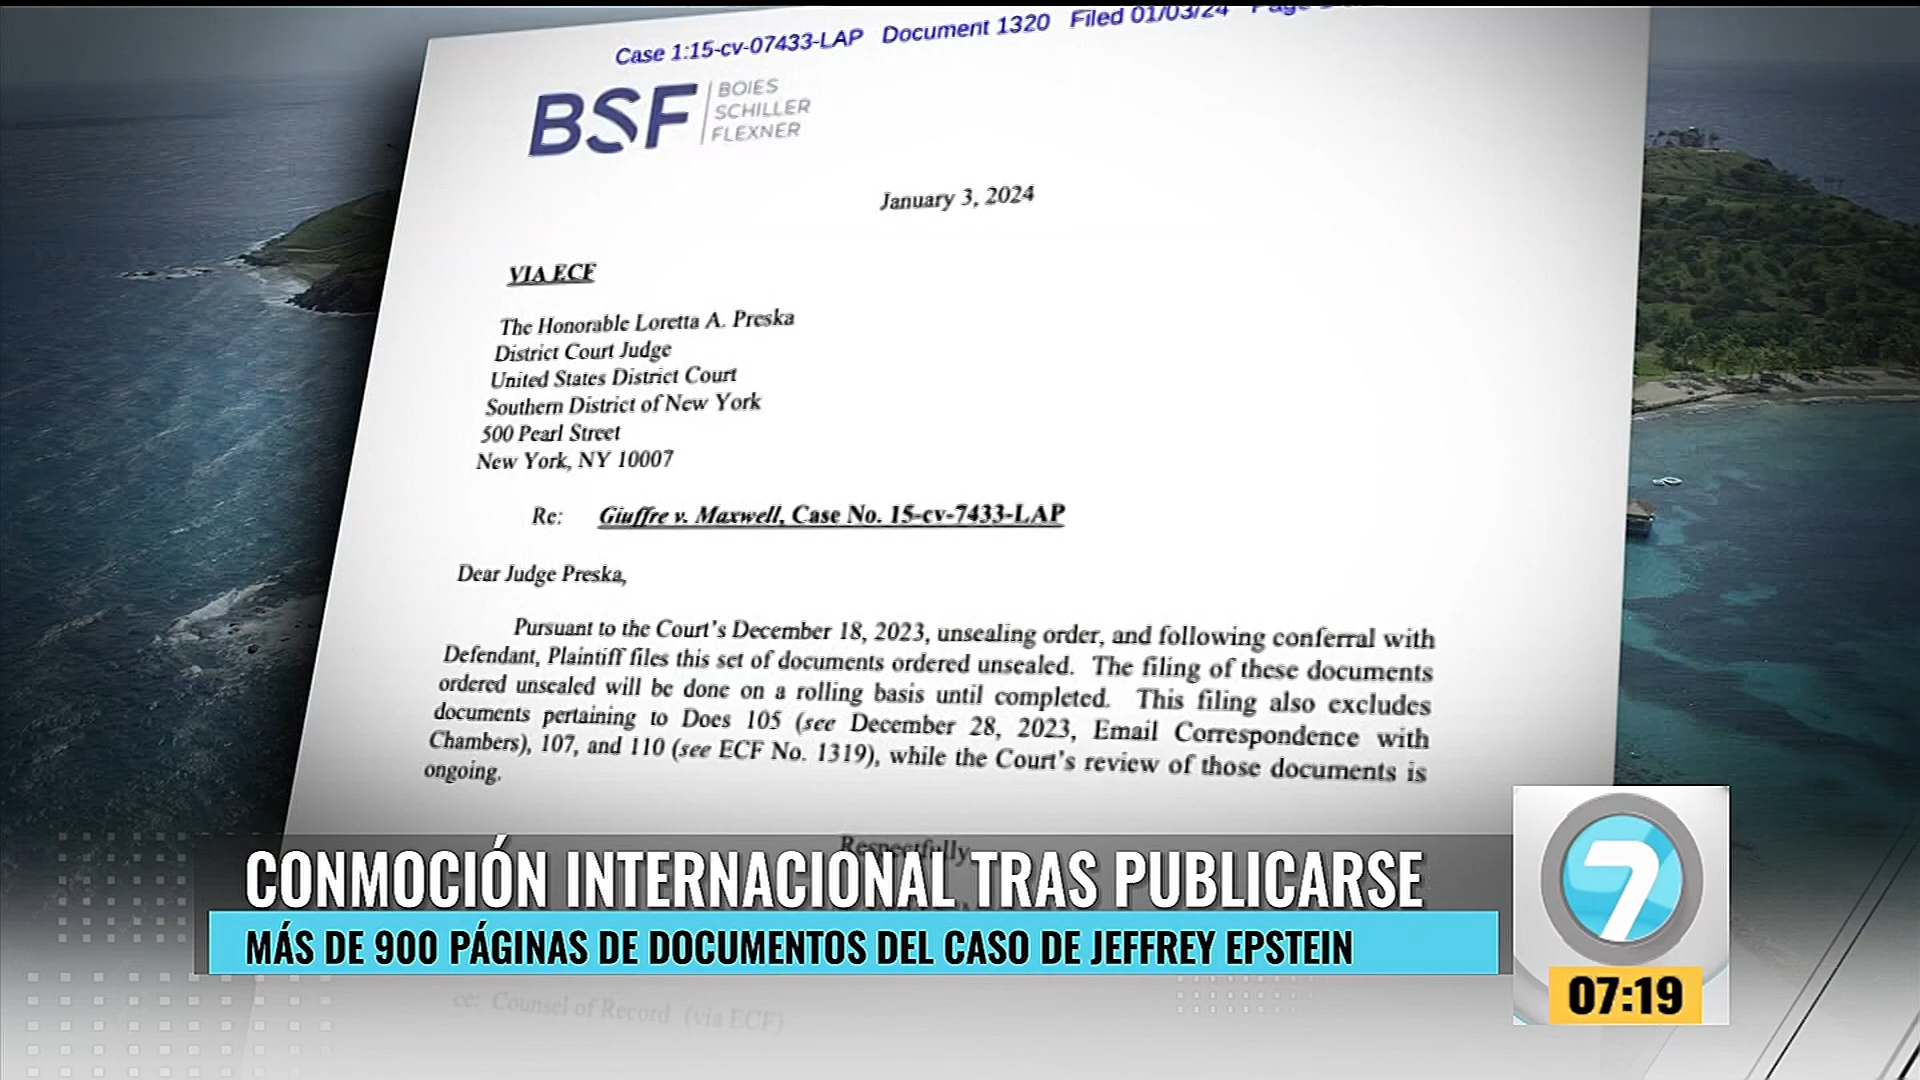 Case 1:15-cv-07433-LAP Document 1320 Filed 01/03/24 Page
BSF
BOIES
SCHILLER
FLEXNER
January 3, 2024
VIA ECF
The Honorable Loretta A. Preska
District Court Judge
United States District Court
Southern District of New York
500 Pearl Street
New York, NY 10007
Re: Giuffre v. Maxwell, Case No. 15-cv-7433-LAP
Dear Judge Preska,
Pursuant to the Court's December 18, 2023, unsealing order, and following conferral with
Defendant, Plaintiff files this set of documents ordered unsealed. The filing of these documents
ordered unsealed will be done on a rolling basis until completed. This filing also excludes
documents pertaining to Does 105 (see December 28, 2023, Email Correspondence with
Chambers), 107, and 110 (see ECF No. 1319), while the Court's review of those documents is
ongoing.
Respectfully,
CONMOCIÓN INTERNACIONAL TRAS PUBLICARSE
MÁS DE 900 PÁGINAS DE DOCUMENTOS DEL CASO DE JEFFREY EPSTEIN
7
07:19
cc: Counsel of Record (via ECF)